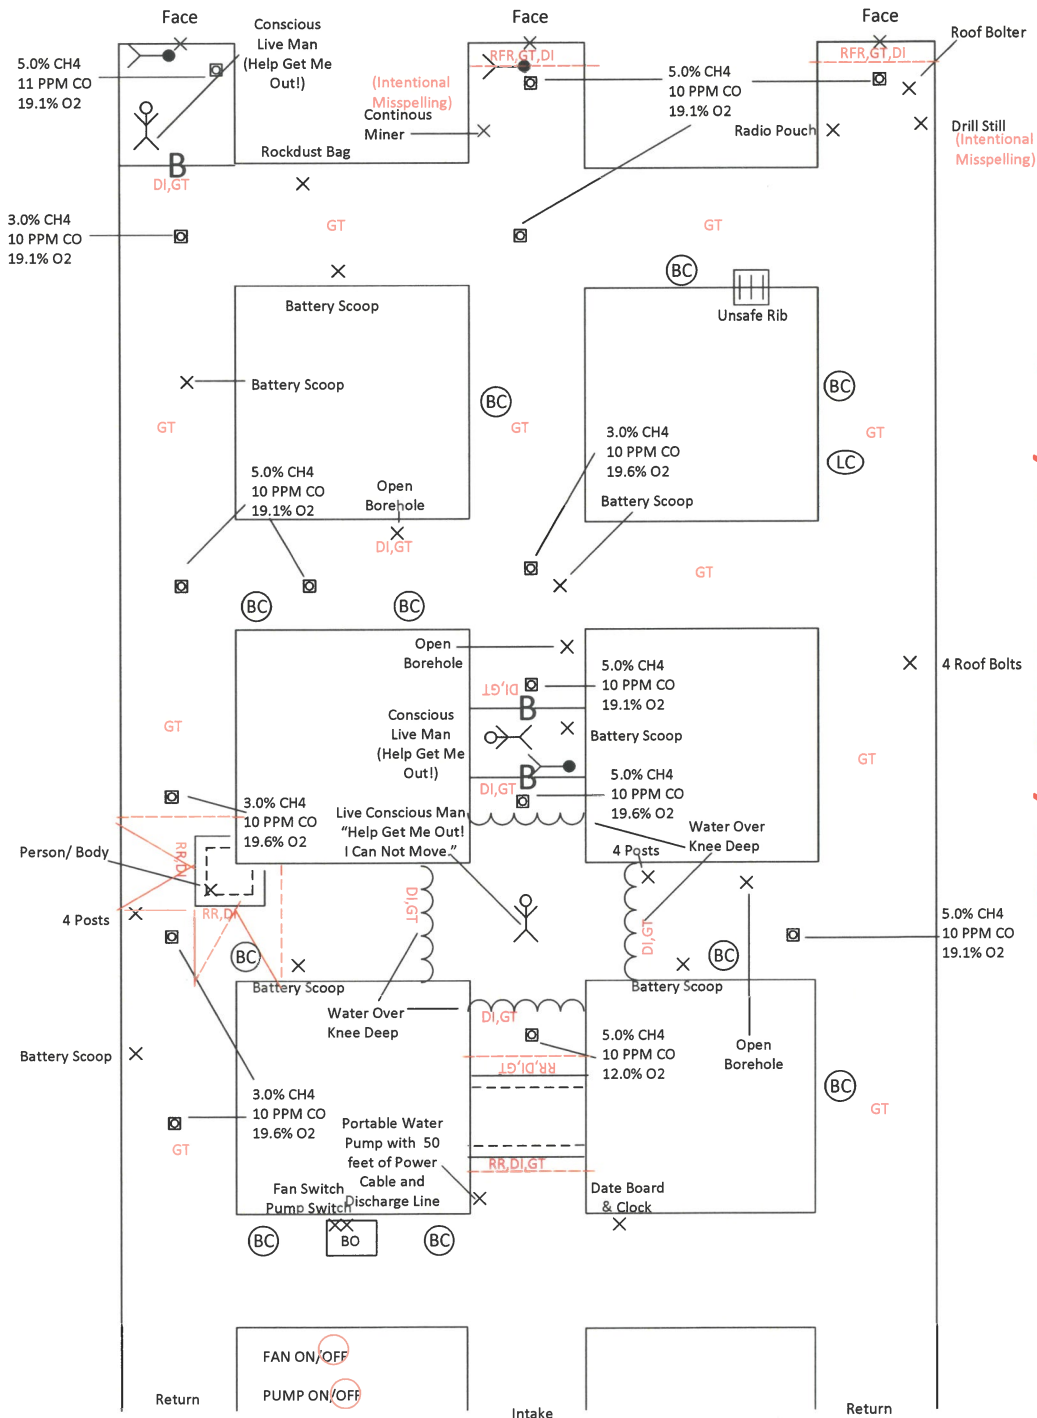 Face
Face
Face
Conscious
Live Man
(Help Get Me
Out!)
5.0% CH4
11 PPM CO
19.1% O2
RFR,GT,DI
RFR,GT,DI
Roof Bolter
(Intentional
Misspelling)
Continous
Miner
5.0% CH4
10 PPM CO
19.1% O2
Radio Pouch
Drill Still
(Intentional
Misspelling)
Rockdust Bag
B
DI,GT
3.0% CH4
10 PPM CO
19.1% O2
GT
GT
BC
Battery Scoop
Unsafe Rib
Battery Scoop
BC
BC
GT
GT
GT
3.0% CH4
10 PPM CO
19.6% O2
LC
5.0% CH4
10 PPM CO
19.1% O2
Open
Borehole
Battery Scoop
DI,GT
GT
BC
BC
Open
Borehole
4 Roof Bolts
DI,GT
5.0% CH4
10 PPM CO
19.1% O2
B
GT
Conscious
Live Man
(Help Get Me
Out!)
Battery Scoop
GT
B
DI,GT
5.0% CH4
10 PPM CO
19.6% O2
3.0% CH4
10 PPM CO
19.6% O2
Live Conscious Man
"Help Get Me Out!
I Can Not Move."
Water Over
Knee Deep
4 Posts
Person/ Body
RR,DI
RR,DI
DI,GT
DI,GT
4 Posts
5.0% CH4
10 PPM CO
19.1% O2
BC
BC
Battery Scoop
Battery Scoop
Water Over
Knee Deep
DI,GT
5.0% CH4
10 PPM CO
12.0% O2
Open
Borehole
Battery Scoop
RR,DI,GT
BC
3.0% CH4
10 PPM CO
19.6% O2
GT
GT
Portable Water
Pump with 50
feet of Power
Cable and
Discharge Line
RR,DI,GT
Fan Switch
Pump Switch
Date Board
& Clock
BC
BO
BC
FAN ON/OFF
PUMP ON/OFF
Return
Intake
Return